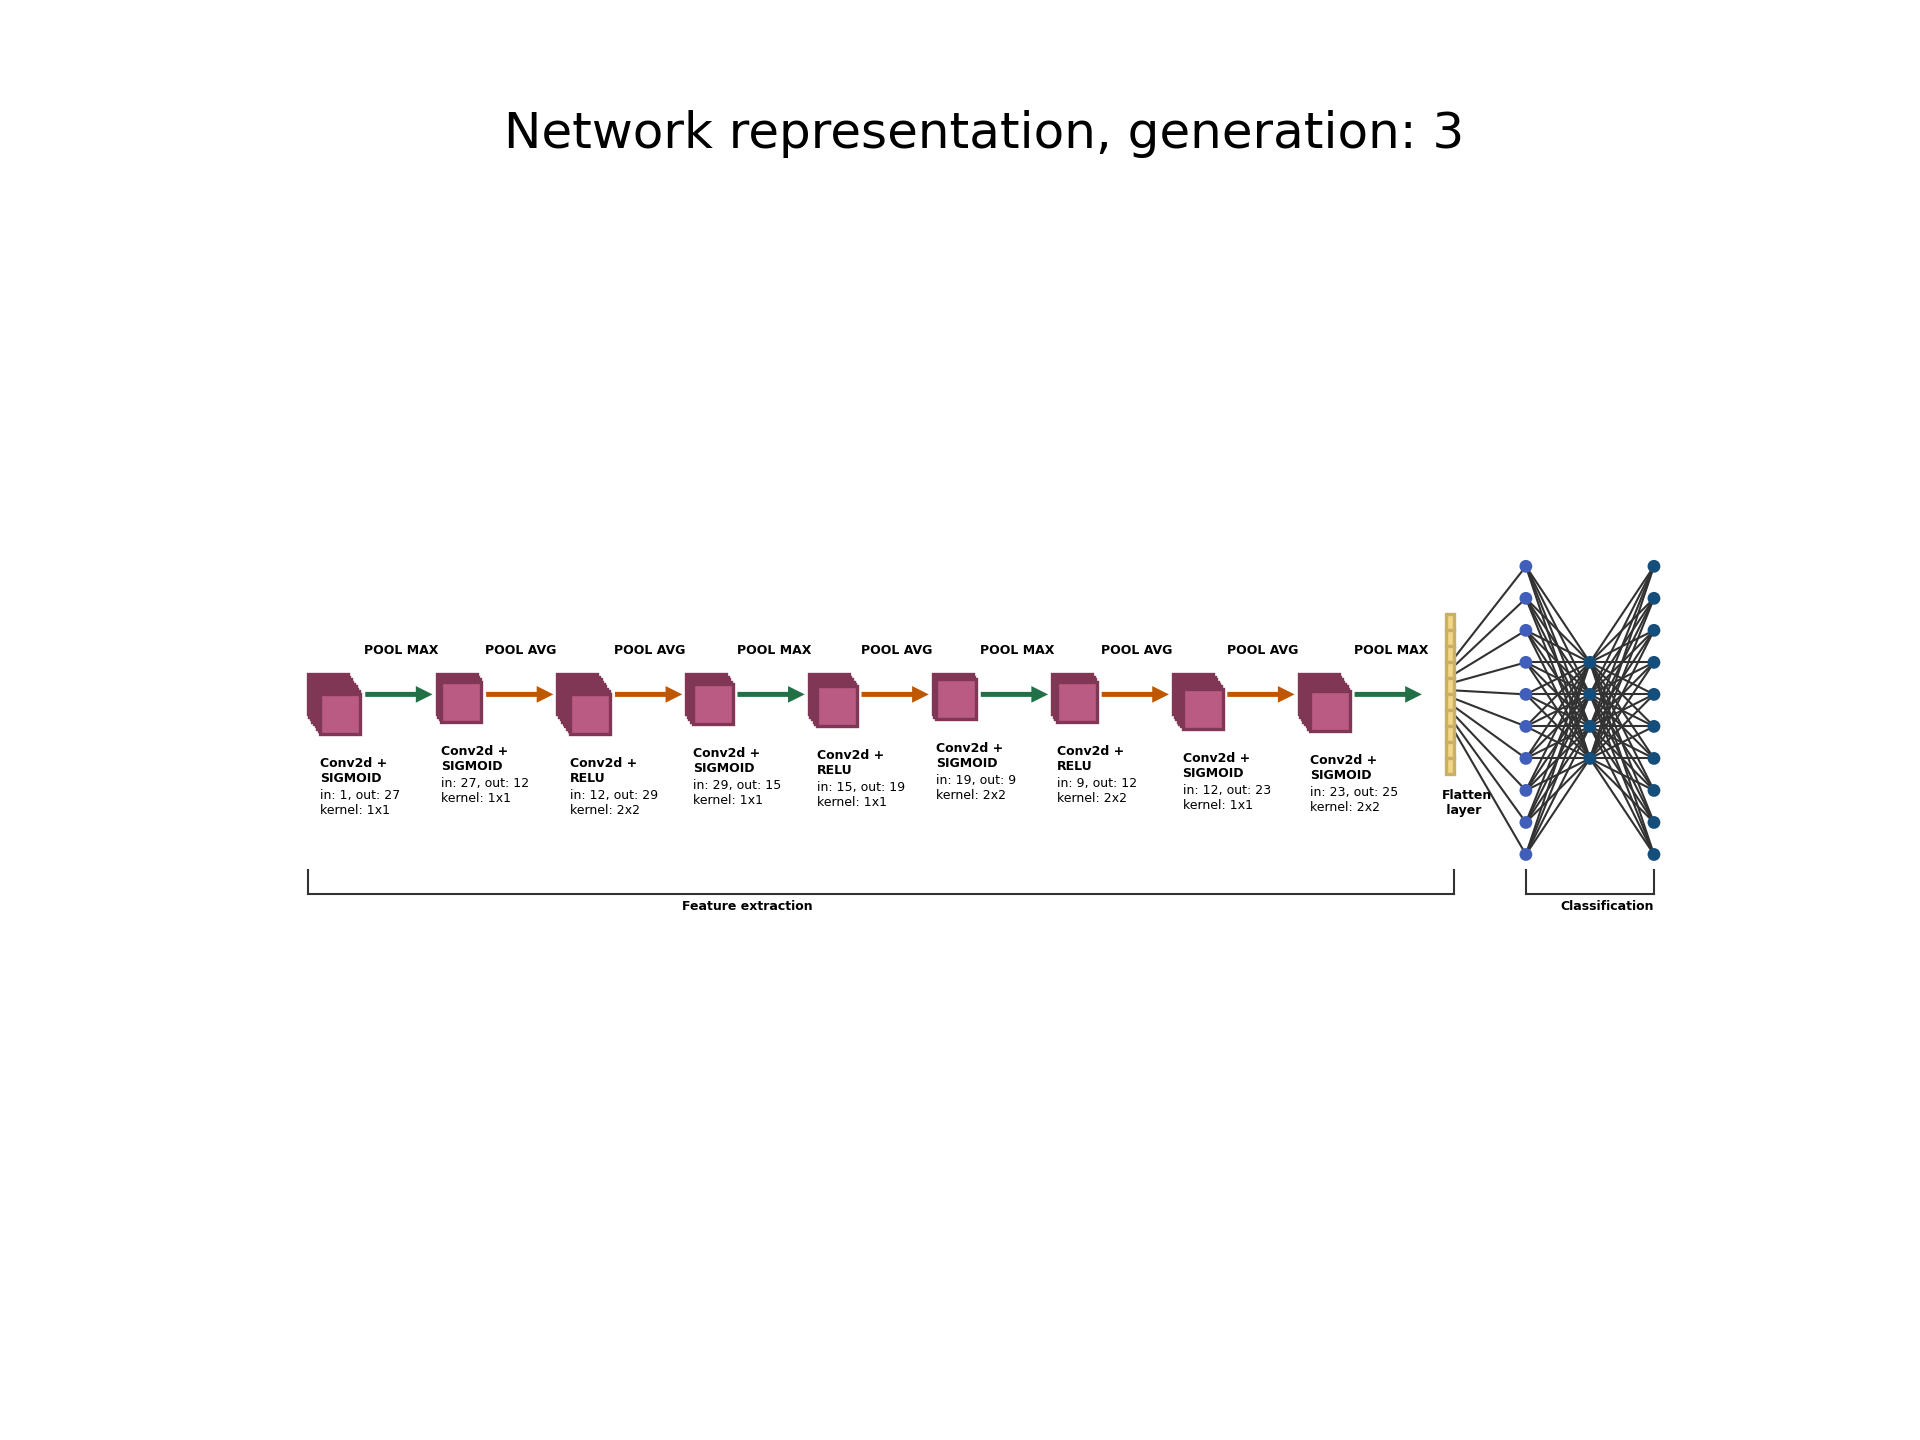 Network representation, generation: 3
POOL MAX
POOL AVG
POOL AVG
POOL MAX
POOL AVG
POOL MAX
POOL AVG
POOL AVG
POOL MAX
Conv2d +
SIGMOID
in: 1, out: 27
kernel: 1x1
Conv2d +
SIGMOID
in: 27, out: 12
kernel: 1x1
Conv2d +
RELU
in: 12, out: 29
kernel: 2x2
Conv2d +
SIGMOID
in: 29, out: 15
kernel: 1x1
Conv2d +
RELU
in: 15, out: 19
kernel: 1x1
Conv2d +
SIGMOID
in: 19, out: 9
kernel: 2x2
Conv2d +
RELU
in: 9, out: 12
kernel: 2x2
Conv2d +
SIGMOID
in: 12, out: 23
kernel: 1x1
Conv2d +
SIGMOID
in: 23, out: 25
kernel: 2x2
Flatten
layer
Feature extraction
Classification